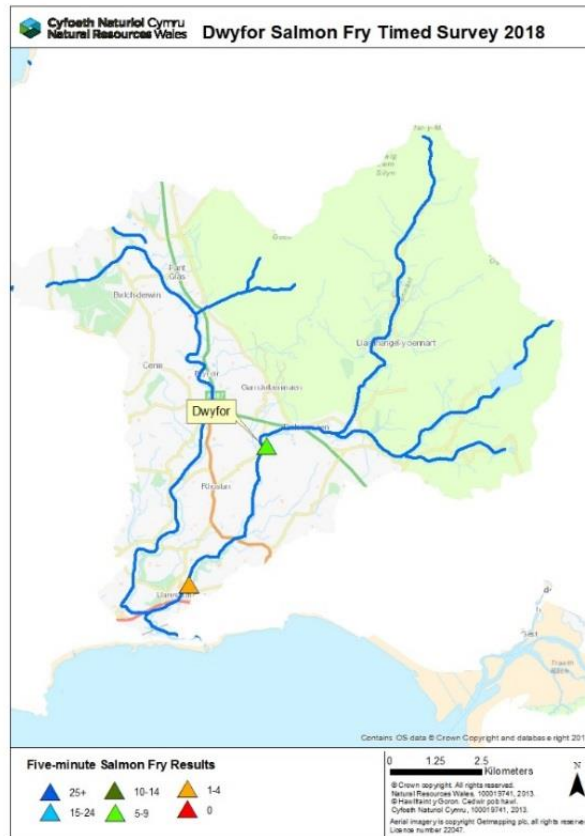 Cyfoeth Naturiol Cymru
Natural Resources Wales
Dwyfor Salmon Fry Timed Survey 2018
Pant
Glas
Dwyfor
Contains OS data © Crown Copyright and database right 201
Five-minute Salmon Fry Results
25+
10-14
1-4
15-24
5-9
0
0 1.25 2.5
Kilometers
N
© Crown copyright. All rights reserved.
Natural Resources Wales, 100019741, 2013.
© Hawlfraint y Goron. Cedwir pob hawl.
Cyfoeth Naturiol Cymru, 100019741, 2013.
Aerial imagery is copyright Getmapping plc, all rights reserve
Licence number 22047.